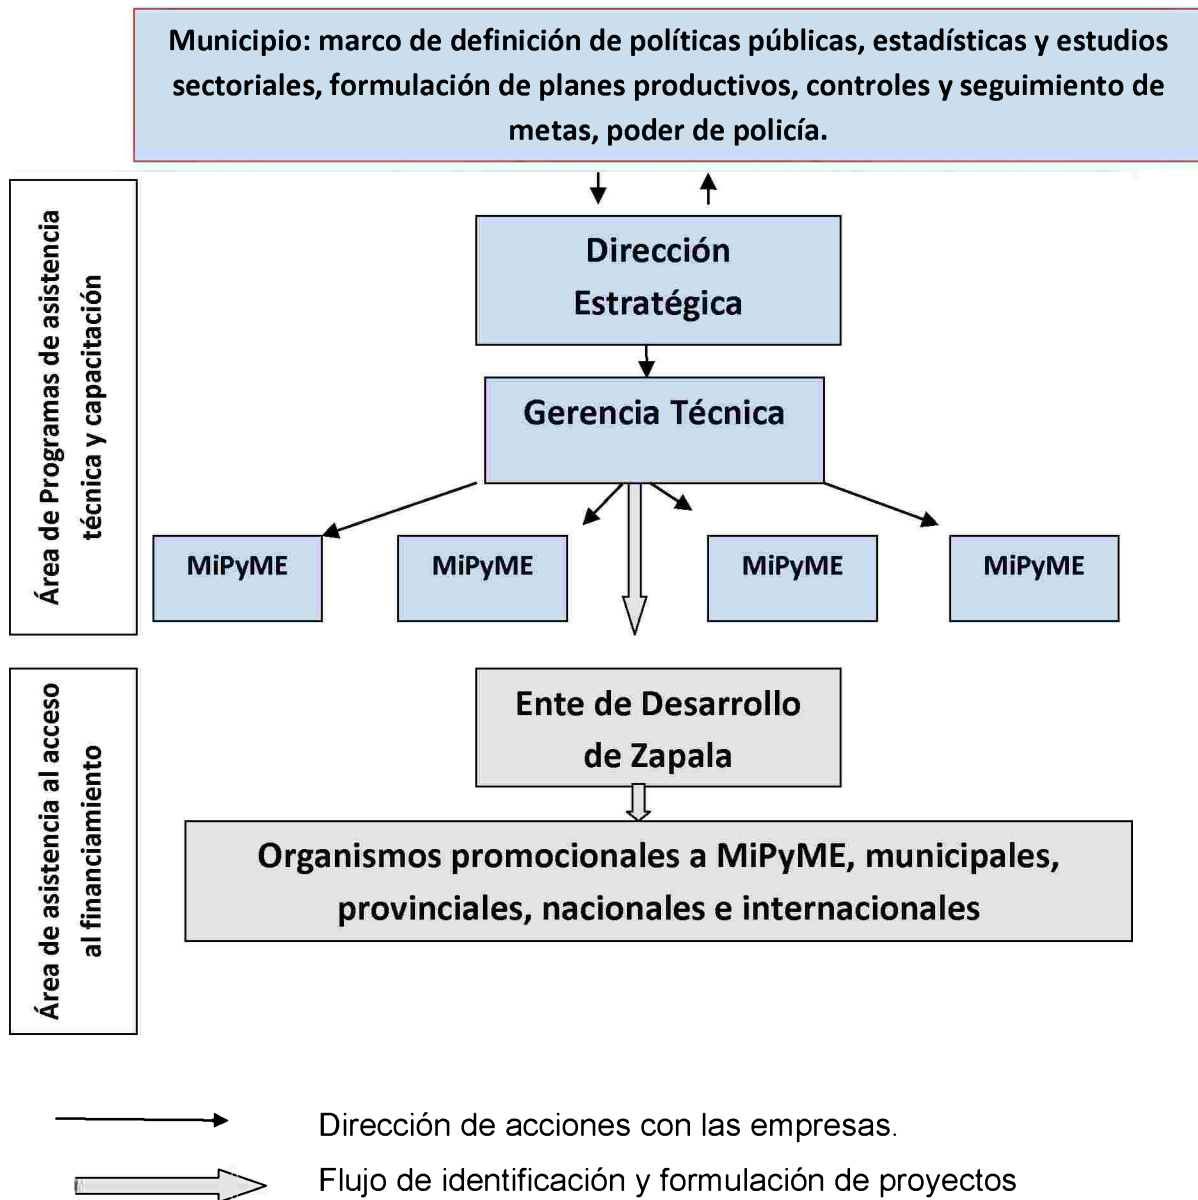 Municipio: marco de definición de políticas públicas, estadísticas y estudios
sectoriales, formulación de planes productivos, controles y seguimiento de
metas, poder de policía.
Área de Programas de asistencia
técnica y capacitación
Dirección
Estratégica
Gerencia Técnica
MiPyME
MiPyME
MiPyME
MiPyME
Área de asistencia al acceso
al financiamiento
Ente de Desarrollo
de Zapala
Organismos promocionales a MiPyME, municipales,
provinciales, nacionales e internacionales
Dirección de acciones con las empresas.
Flujo de identificación y formulación de proyectos